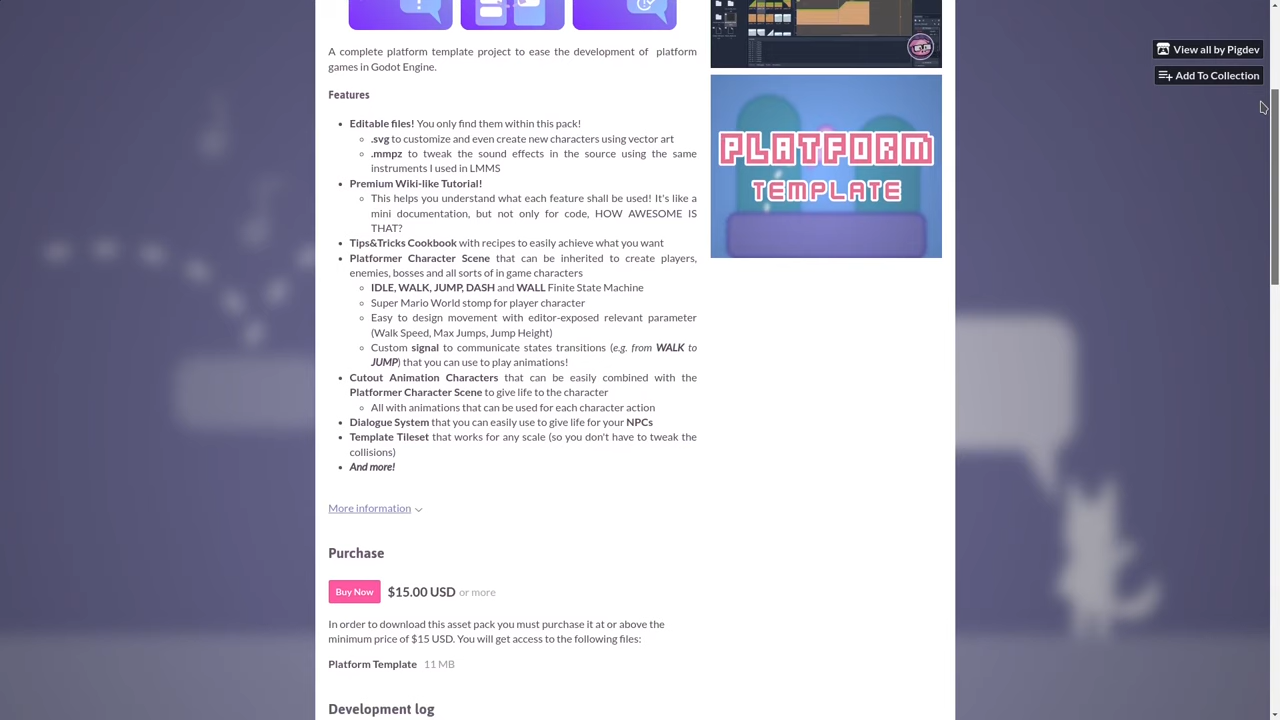 A complete platform template project to ease the development of platform
games in Godot Engine.
Features
Editable files! You only find them within this pack!
.svg to customize and even create new characters using vector art
.mmpz to tweak the sound effects in the source using the same
instruments I used in LMMS
Premium Wiki-like Tutorial!
This helps you understand what each feature shall be used! It's like a
mini documentation, but not only for code, HOW AWESOME IS
THAT?
Tips&Tricks Cookbook with recipes to easily achieve what you want
Platformer Character Scene that can be inherited to create players,
enemies, bosses and all sorts of in game characters
IDLE, WALK, JUMP, DASH and WALL Finite State Machine
Super Mario World stomp for player character
Easy to design movement with editor-exposed relevant parameter
(Walk Speed, Max Jumps, Jump Height)
Custom signal to communicate states transitions (e.g. from WALK to
JUMP) that you can use to play animations!
Cutout Animation Characters that can be easily combined with the
Platformer Character Scene to give life to the character
All with animations that can be used for each character action
Dialogue System that you can easily use to give life for your NPCs
Template Tileset that works for any scale (so you don't have to tweak the
collisions)
And more!
More information
Purchase
Buy Now $15.00 USD or more
In order to download this asset pack you must purchase it at or above the
minimum price of $15 USD. You will get access to the following files:
Platform Template 11 MB
Development log
PLATFORM
TEMPLATE
View all by Pigdev
Add To Collection